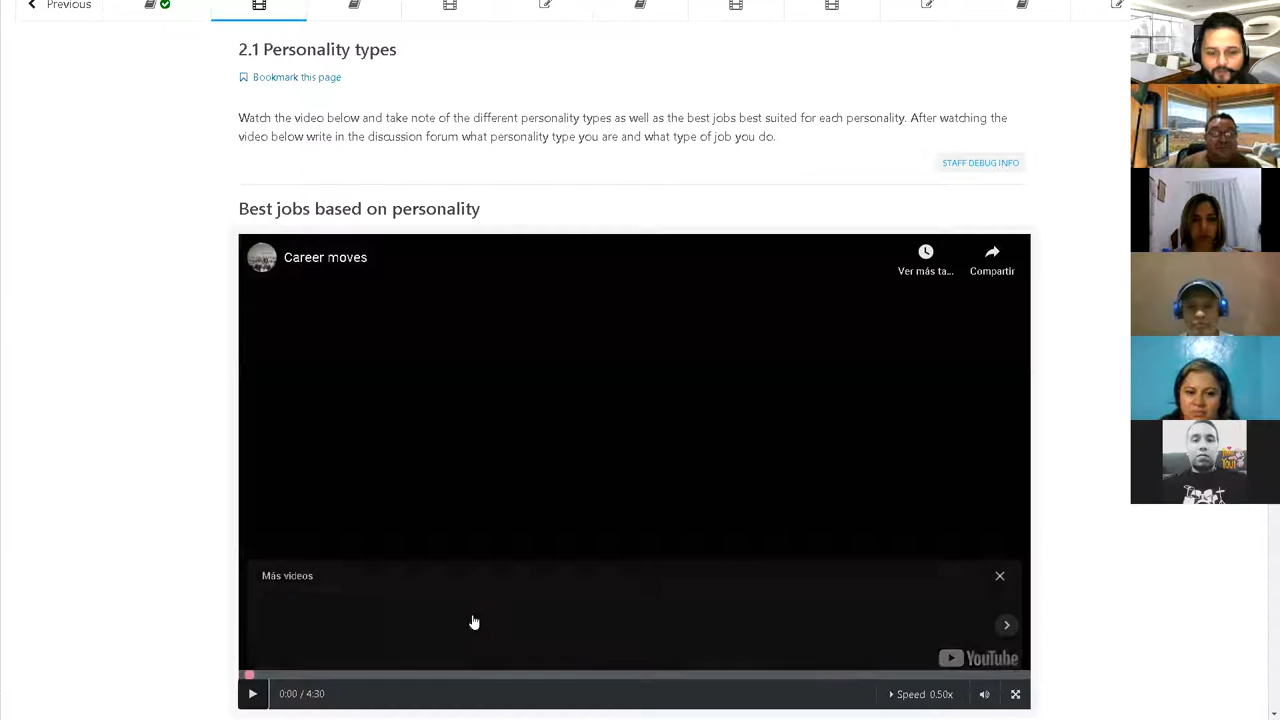 Previous
2.1 Personality types
Bookmark this page
Watch the video below and take note of the different personality types as well as the best jobs best suited for each personality. After watching the
video below write in the discussion forum what personality type you are and what type of job you do.
STAFF DEBUG INFO
Best jobs based on personality
Career moves
Ver más ta...
Compartir
Más videos
YouTube
0:00 / 4:30
Speed 0.50x